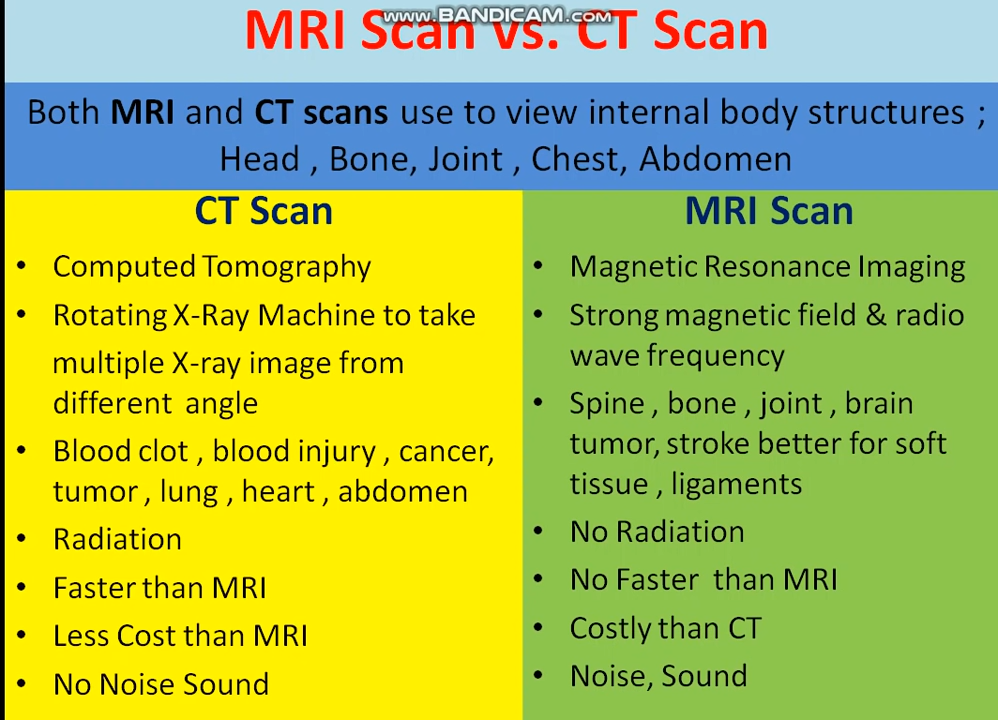 www.BANDICAM.com
MRI Scan vs. CT Scan
Both MRI and CT scans use to view internal body structures ;
Head , Bone, Joint , Chest, Abdomen
CT Scan
• Computed Tomography
• Rotating X-Ray Machine to take
multiple X-ray image from
different angle
• Blood clot , blood injury , cancer,
tumor , lung , heart , abdomen
• Radiation
• Faster than MRI
• Less Cost than MRI
• No Noise Sound
MRI Scan
• Magnetic Resonance Imaging
• Strong magnetic field & radio
wave frequency
• Spine , bone , joint , brain
tumor, stroke better for soft
tissue , ligaments
• No Radiation
• No Faster than MRI
• Costly than CT
• Noise, Sound